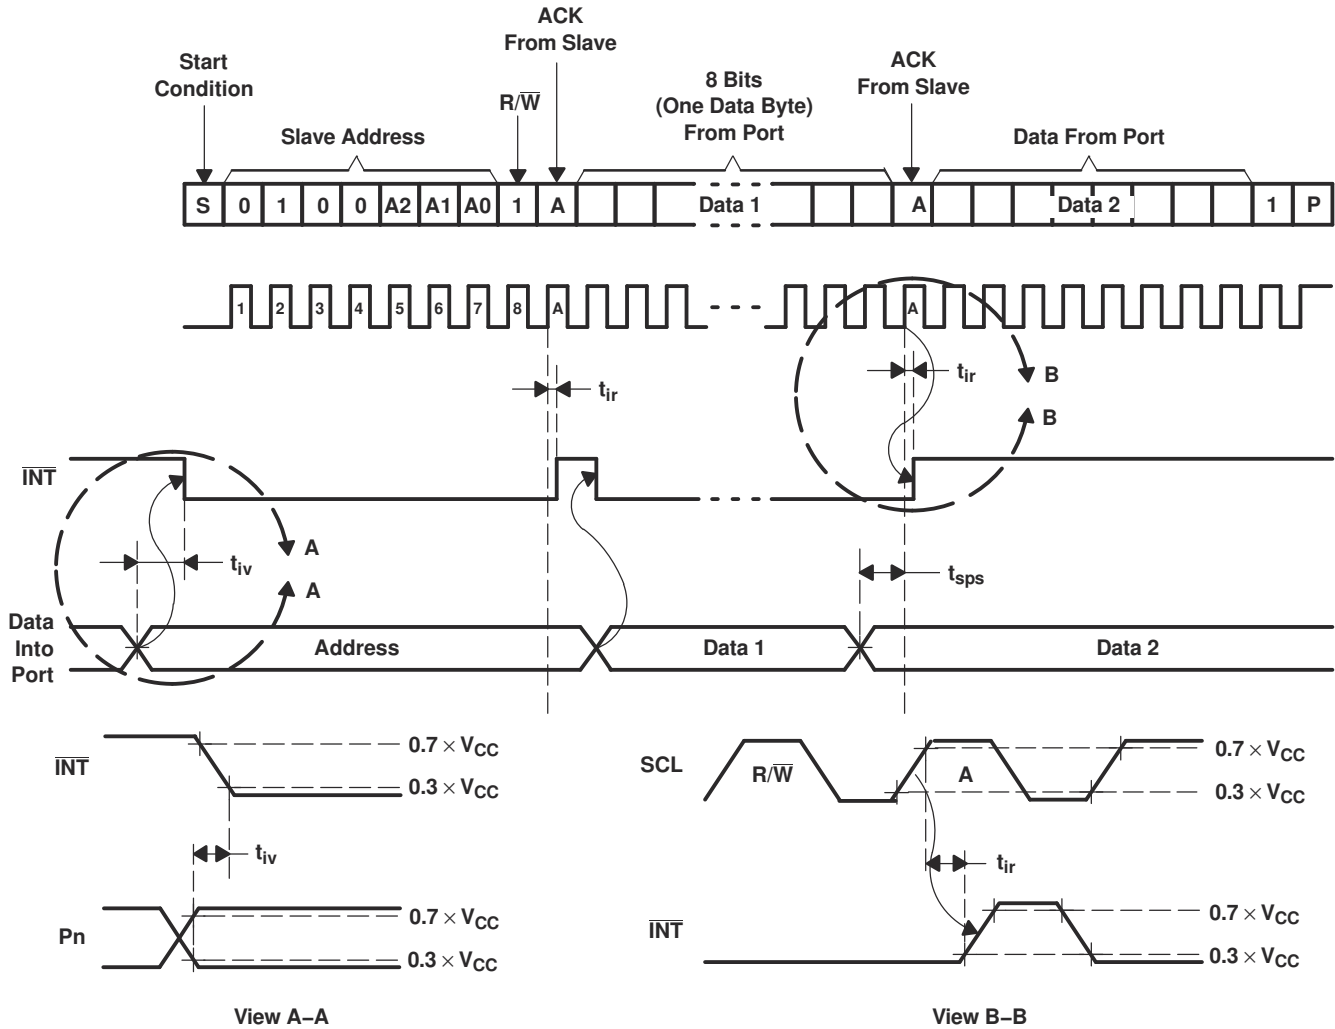 ACK
From Slave
Start
Condition
R/W̅
8 Bits
(One Data Byte)
From Port
ACK
From Slave
Slave Address
Data From Port
S 0 1 0 0 A2 A1 A0 1 A Data 1 A Data 2 1 P
1 2 3 4 5 6 7 8 A A
tir
tir
B
B
I̅N̅T̅
A
tiv
A
tsps
Data
Into
Port
Address
Data 1
Data 2
I̅N̅T̅
0.7 × VCC
0.3 × VCC
tiv
Pn
0.7 × VCC
0.3 × VCC
View A–A
SCL
R/W̅
A
0.7 × VCC
0.3 × VCC
tir
I̅N̅T̅
0.7 × VCC
0.3 × VCC
View B–B